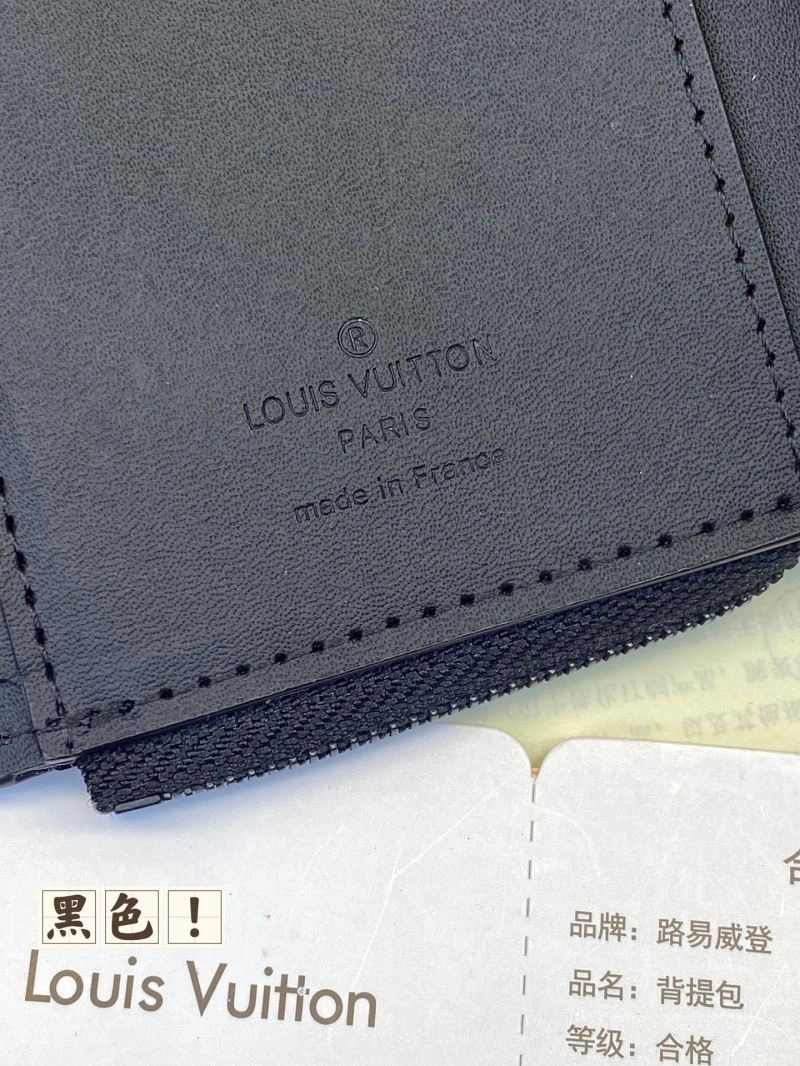 ®
LOUIS VUITTON
PARIS
made in France
黑色！
Louis Vuitton
合
品牌：路易威登
品名：背提包
等级：合格